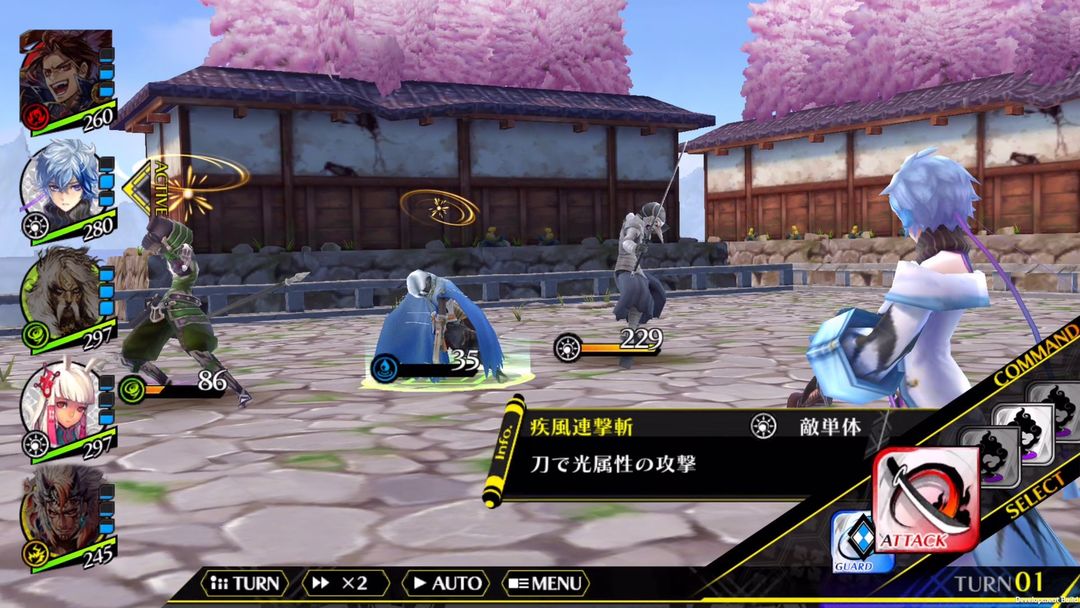 260
ACTIVE
280
297
297
245
86
35
229
COMMAND
Info.
疾風連撃斬
敵単体
刀で光属性の攻撃
SELECT
ATTACK
GUARD
TURN
×2
AUTO
MENU
TURN 01
Development Build